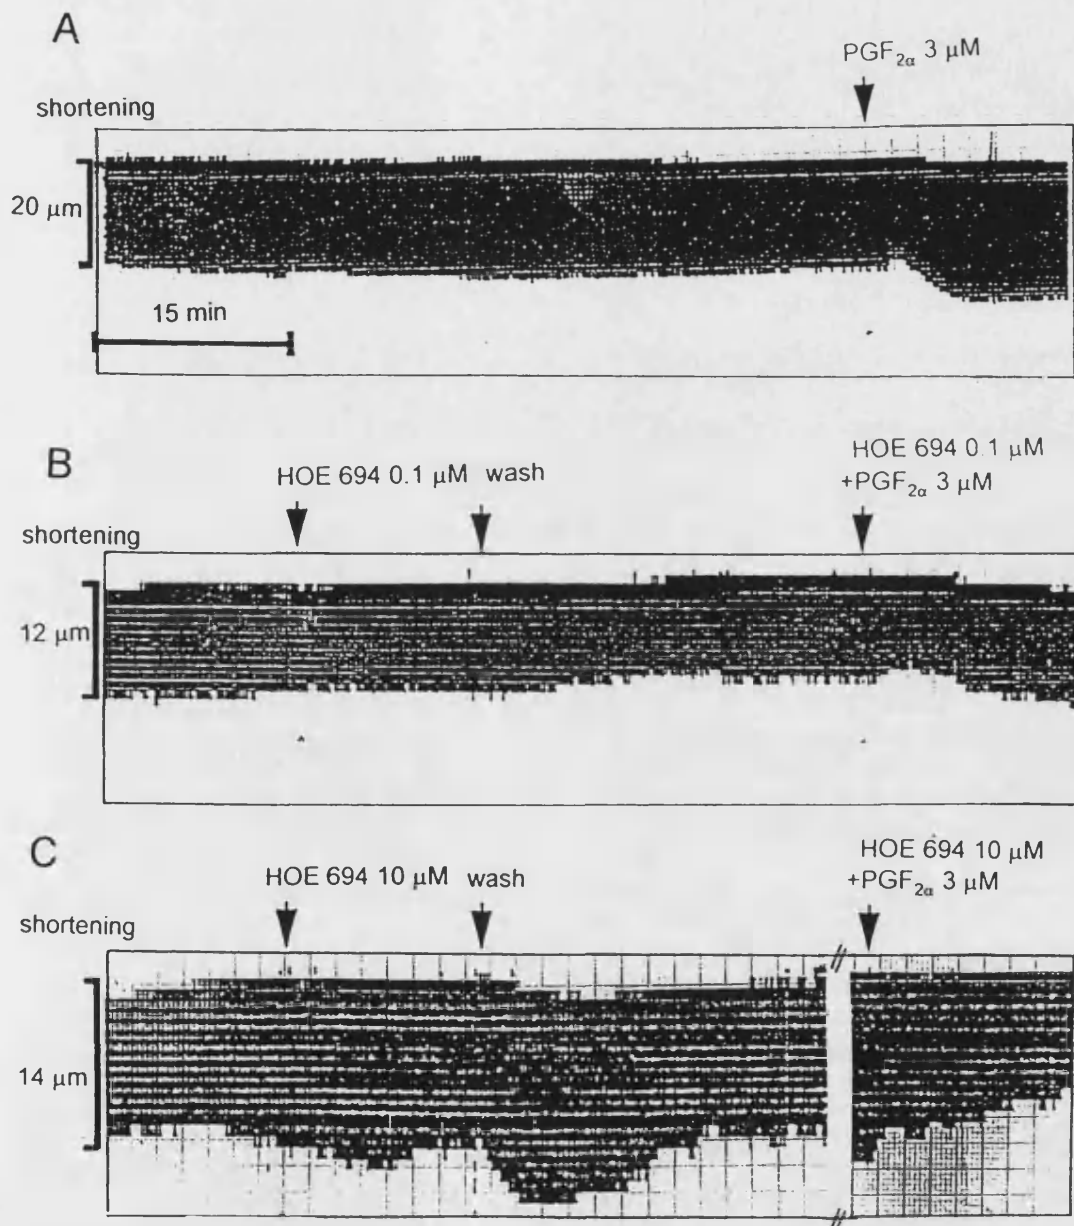 A
PGF2α 3 μM
shortening
20 μm
15 min
B
HOE 694 0.1 μM wash
HOE 694 0.1 μM
+PGF2α 3 μM
shortening
12 μm
C
HOE 694 10 μM wash
HOE 694 10 μM
+PGF2α 3 μM
shortening
14 μm
//
//